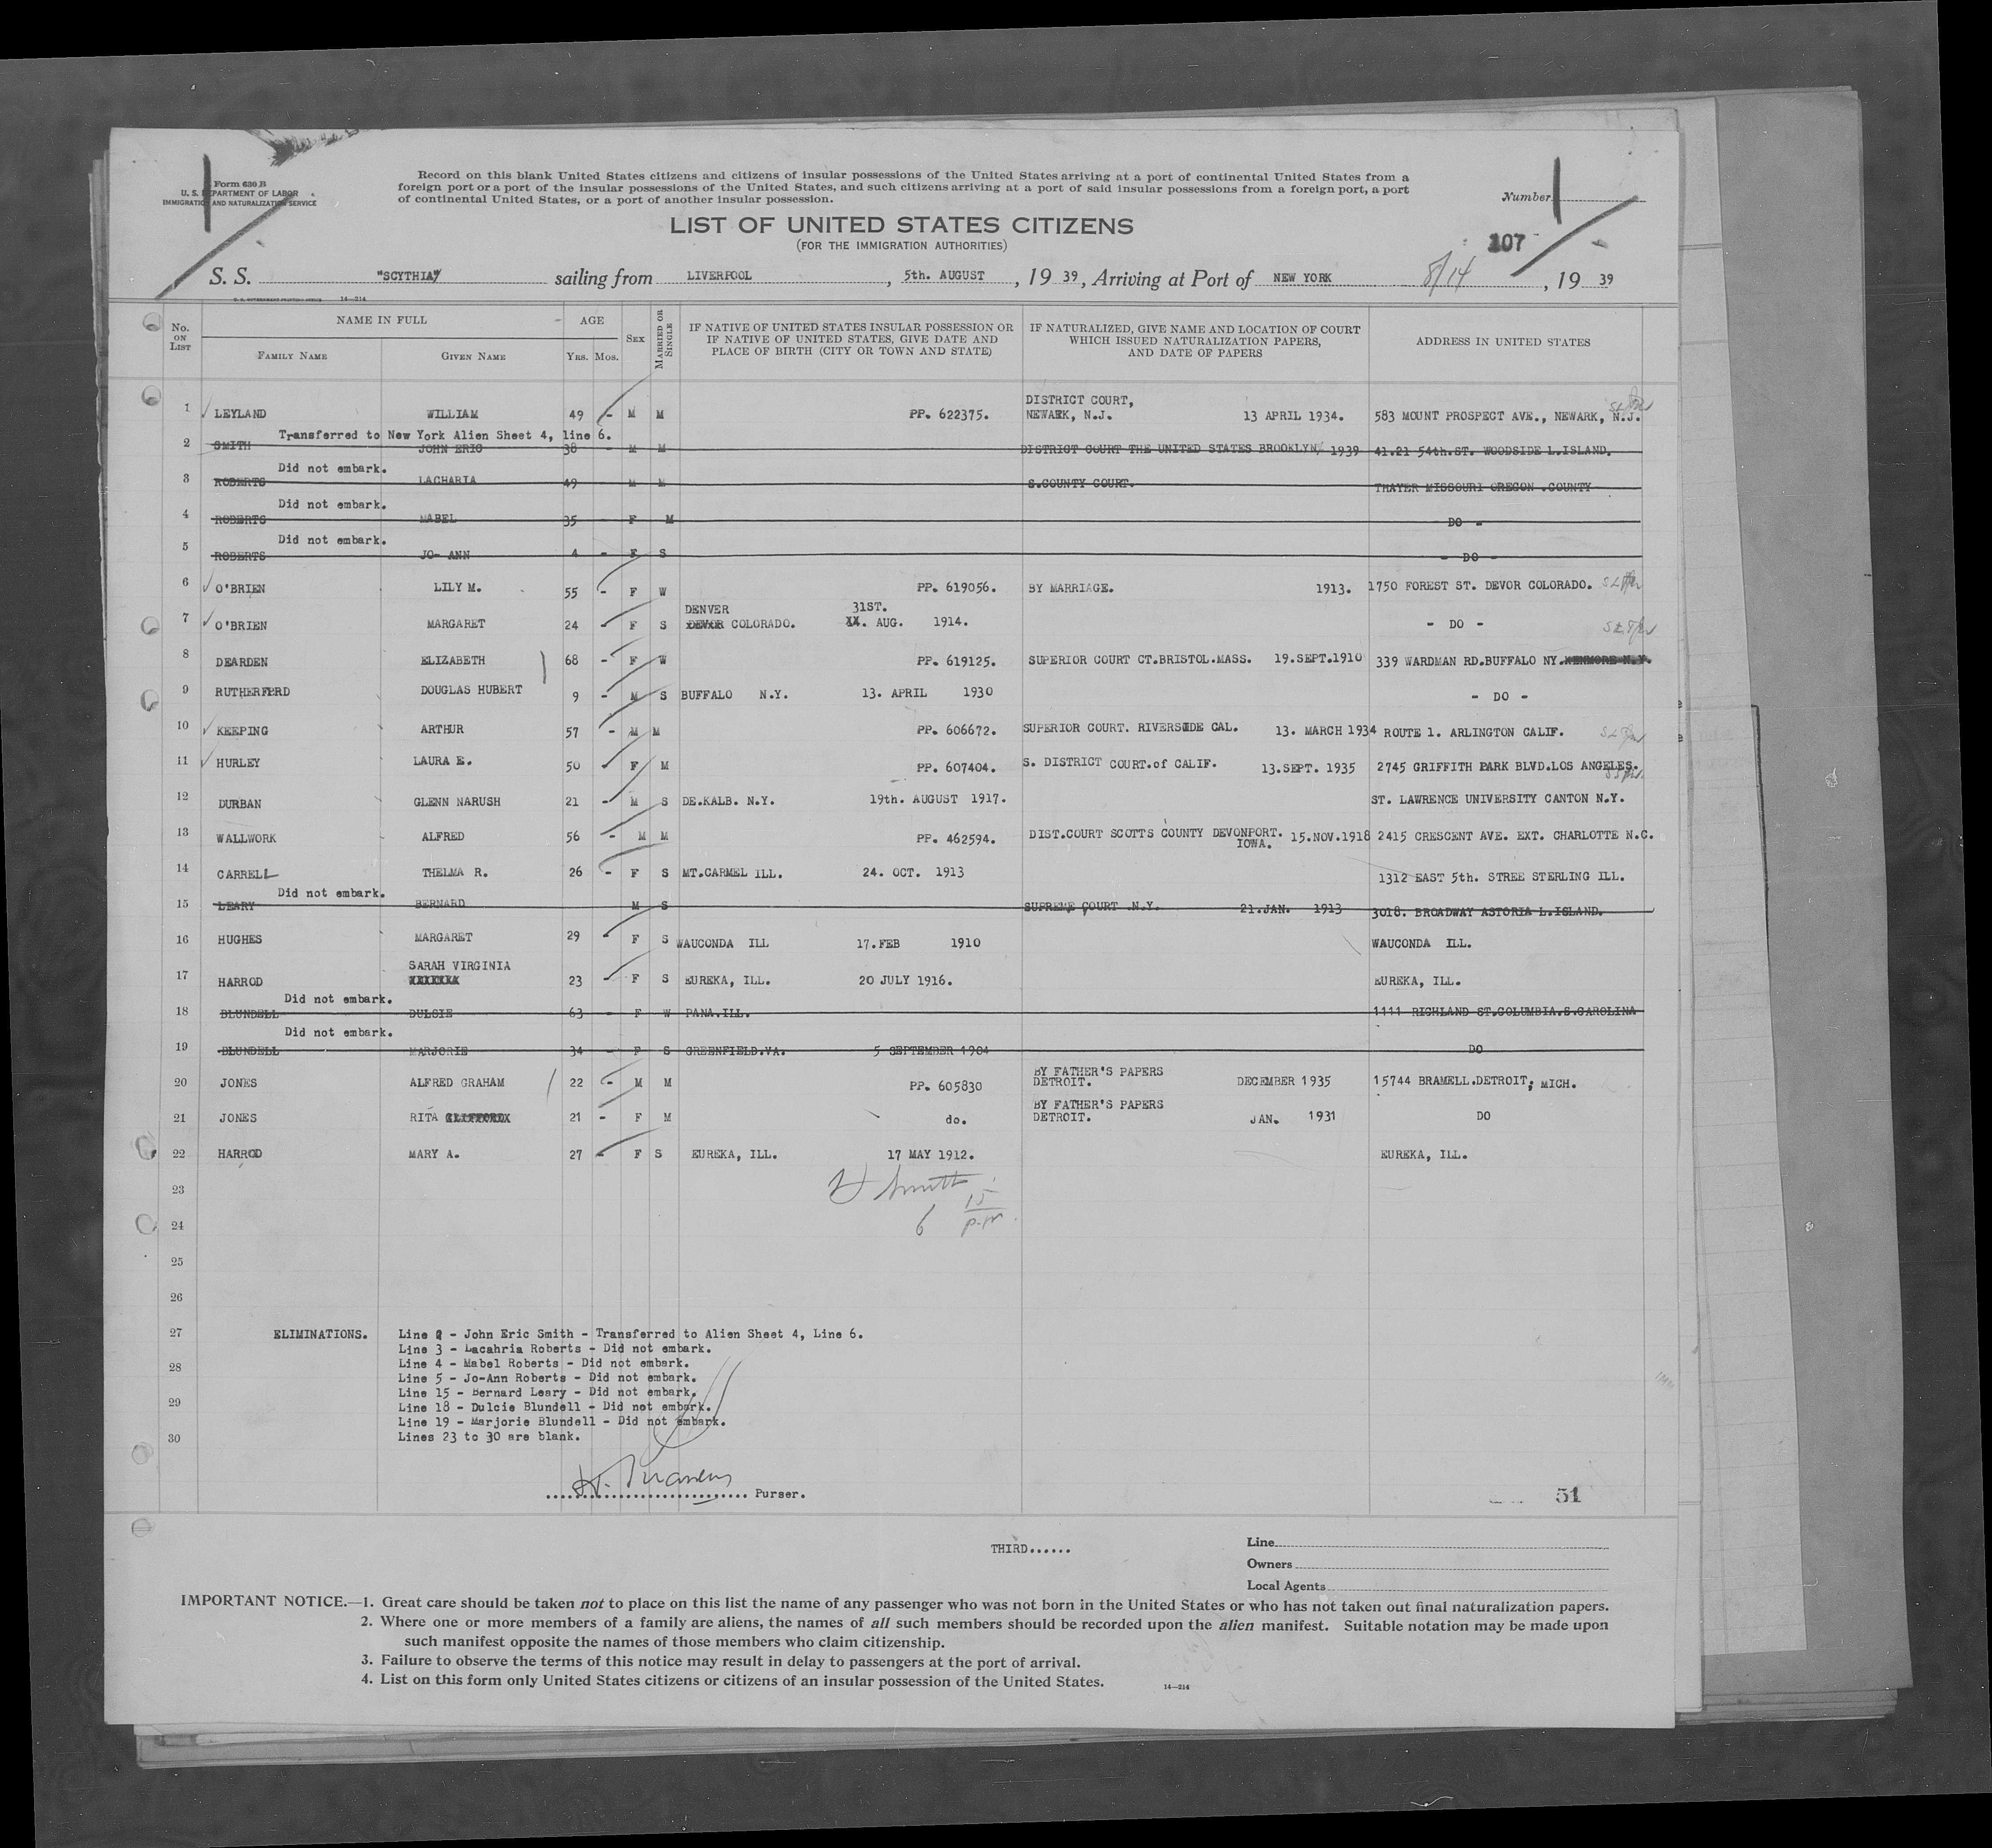 Form 630 B
U. S. DEPARTMENT OF LABOR
IMMIGRATION AND NATURALIZATION SERVICE
Record on this blank United States citizens and citizens of insular possessions of the United States arriving at a port of continental United States from a
foreign port or a port of the insular possessions of the United States, and such citizens arriving at a port of said insular possessions from a foreign port, a port
of continental United States, or a port of another insular possession.
Number
LIST OF UNITED STATES CITIZENS
(FOR THE IMMIGRATION AUTHORITIES)
107
S. S. "SCYTHIA" sailing from LIVERPOOL, 5th. AUGUST, 19 39, Arriving at Port of NEW YORK 8/14, 19 39
U. S. GOVERNMENT PRINTING OFFICE 14—214
No. ON LIST NAME IN FULL AGE SEX MARRIED OR SINGLE IF NATIVE OF UNITED STATES INSULAR POSSESSION OR IF NATIVE OF UNITED STATES, GIVE DATE AND PLACE OF BIRTH (CITY OR TOWN AND STATE) IF NATURALIZED, GIVE NAME AND LOCATION OF COURT WHICH ISSUED NATURALIZATION PAPERS, AND DATE OF PAPERS ADDRESS IN UNITED STATES
FAMILY NAME GIVEN NAME YRS. MOS.
DISTRICT COURT,
1 LEYLAND WILLIAM 49 - M M PP. 622375. NEWARK, N.J. 13 APRIL 1934. 583 MOUNT PROSPECT AVE., NEWARK, N.J.
Transferred to New York Alien Sheet 4, line 6.
2 SMITH JOHN ERIC 38 - M M DISTRICT COURT THE UNITED STATES BROOKLYN 1939 41.21 54th.ST. WOODSIDE L.ISLAND.
Did not embark.
3 ROBERTS LACHARIA 49 M M S.COUNTY COURT. THAYER MISSOURI OREGON .COUNTY
Did not embark.
4 ROBERTS MABEL 35 F M DO -
Did not embark.
5 ROBERTS JO- ANN 4 - F S - DO -
6 O'BRIEN LILY M. 55 - F W PP. 619056. BY MARRIAGE. 1913. 1750 FOREST ST. DEVOR COLORADO.
DENVER 31ST.
7 O'BRIEN MARGARET 24 - F S DEVOR COLORADO. XX. AUG. 1914. - DO -
8 DEARDEN ELIZABETH 68 - F W PP. 619125. SUPERIOR COURT CT.BRISTOL.MASS. 19.SEPT.1910 339 WARDMAN RD.BUFFALO NY.KENMORE N.Y.
9 RUTHERFERD DOUGLAS HUBERT 9 - M S BUFFALO N.Y. 13. APRIL 1930 - DO -
10 KEEPING ARTHUR 57 - M M PP. 606672. SUPERIOR COURT. RIVERSIDE CAL. 13. MARCH 1934 ROUTE 1. ARLINGTON CALIF.
11 HURLEY LAURA E. 50 - F M PP. 607404. S. DISTRICT COURT.of CALIF. 13.SEPT. 1935 2745 GRIFFITH PARK BLVD.LOS ANGELES.
12 DURBAN GLENN NARUSH 21 - M S DE.KALB. N.Y. 19th. AUGUST 1917. ST. LAWRENCE UNIVERSITY CANTON N.Y.
13 WALLWORK ALFRED 56 - M M PP. 462594. DIST.COURT SCOTTS COUNTY DEVONPORT. IOWA. 15.NOV.1918 2415 CRESCENT AVE. EXT. CHARLOTTE N.C.
14 CARRELL THELMA R. 26 - F S MT.CARMEL ILL. 24. OCT. 1913 1312 EAST 5th. STREE STERLING ILL.
Did not embark.
15 LEARY BERNARD M S SUPREME COURT N.Y. 21.JAN. 1913 3018. BROADWAY ASTORIA L.ISLAND.
16 HUGHES MARGARET 29 - F S WAUCONDA ILL 17.FEB 1910 WAUCONDA ILL.
SARAH VIRGINIA
17 HARROD 23 - F S EUREKA, ILL. 20 JULY 1916. EUREKA, ILL.
Did not embark.
18 BLUNDELL DULCIE 63 - F W PANA.ILL. 1111 RICHLAND ST.COLUMBIA.S.CAROLINA
Did not embark.
19 BLUNDELL MARJORIE 34 - F S GREENFIELD.VA. 5 SEPTEMBER 1904 DO
BY FATHER'S PAPERS
20 JONES ALFRED GRAHAM 22 - M M PP. 605830 DETROIT. DECEMBER 1935 15744 BRAMELL.DETROIT, MICH.
BY FATHER'S PAPERS
21 JONES RITA CLIFFORD 21 - F M do. DETROIT. JAN. 1931 DO
22 HARROD MARY A. 27 - F S EUREKA, ILL. 17 MAY 1912. EUREKA, ILL.
23 Smith
15
24 6 p.m.
25
26
27 ELIMINATIONS. Line 2 - John Eric Smith - Transferred to Alien Sheet 4, Line 6.
Line 3 - Lacahria Roberts - Did not embark.
28 Line 4 - Mabel Roberts - Did not embark.
Line 5 - Jo-Ann Roberts - Did not embark.
Line 15 - Bernard Leary - Did not embark.
29 Line 18 - Dulcie Blundell - Did not embark.
Line 19 - Marjorie Blundell - Did not embark.
30 Lines 23 to 30 are blank.
Purser.
51
THIRD......
Line
Owners
Local Agents
IMPORTANT NOTICE.—1. Great care should be taken not to place on this list the name of any passenger who was not born in the United States or who has not taken out final naturalization papers.
2. Where one or more members of a family are aliens, the names of all such members should be recorded upon the alien manifest. Suitable notation may be made upon
such manifest opposite the names of those members who claim citizenship.
3. Failure to observe the terms of this notice may result in delay to passengers at the port of arrival.
4. List on this form only United States citizens or citizens of an insular possession of the United States.
14—214